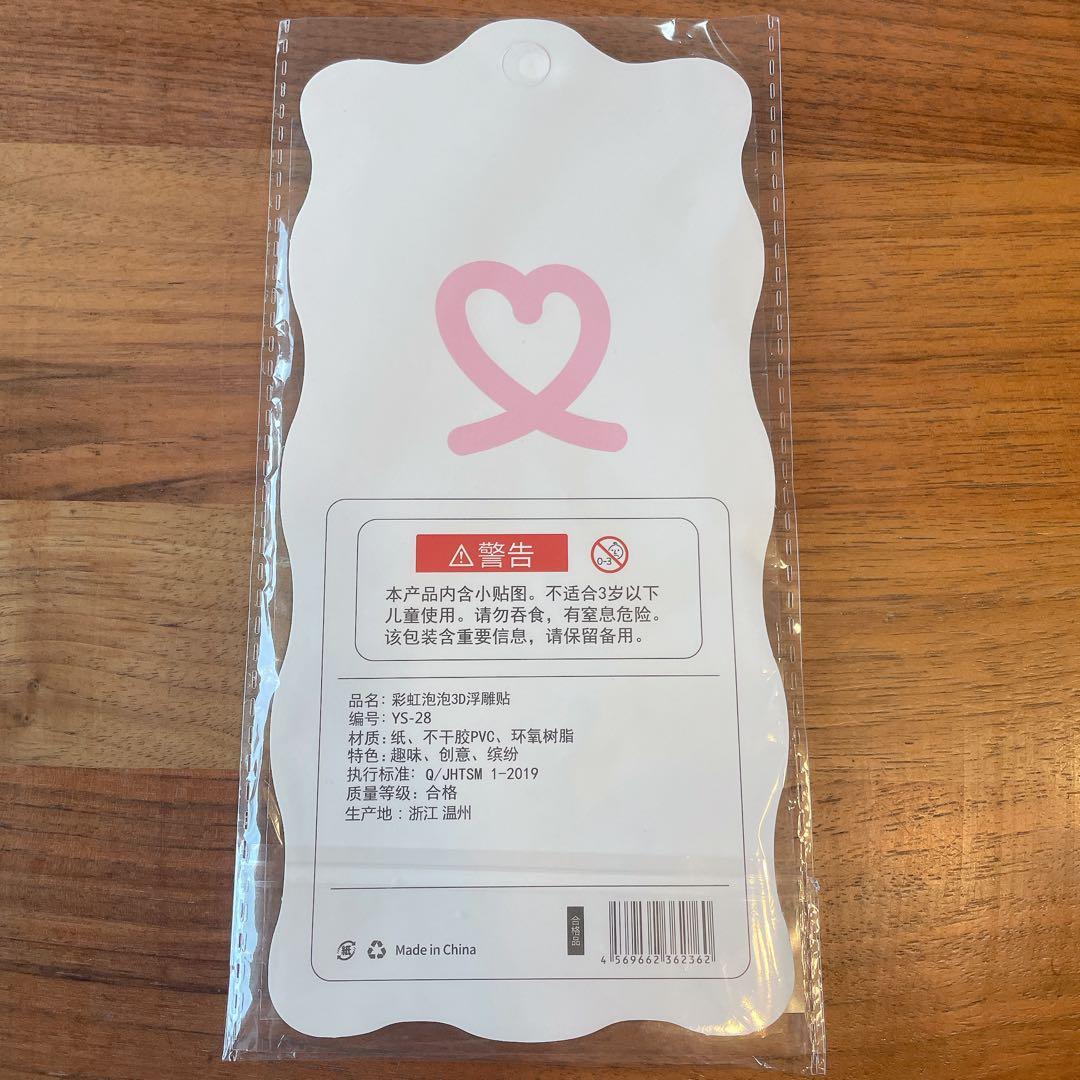 警告
0-3
本产品内含小贴图。不适合3岁以下
儿童使用。请勿吞食，有窒息危险。
该包装含重要信息，请保留备用。
品名：彩虹泡泡3D浮雕贴
编号：YS-28
材质：纸、不干胶PVC、环氧树脂
特色：趣味、创意、缤纷
执行标准：Q/JHTSM 1-2019
质量等级：合格
生产地：浙江 温州
紙
Made in China
合格品
4 569662 362362